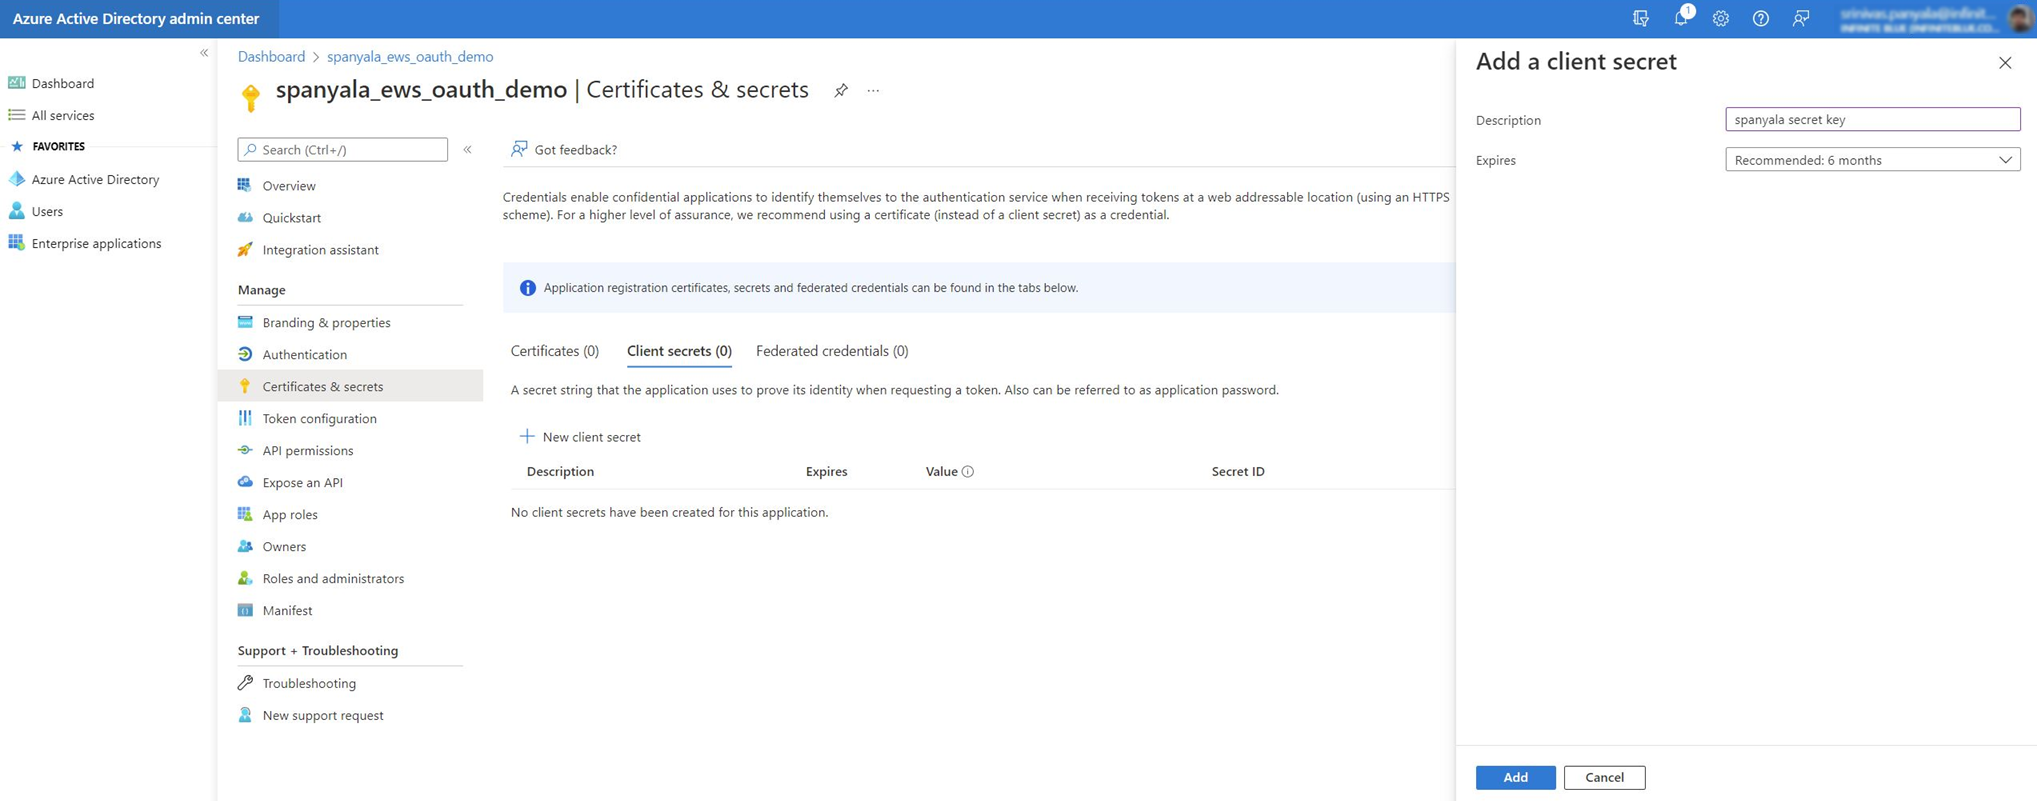 Azure Active Directory admin center
1
Dashboard
All services
FAVORITES
Azure Active Directory
Users
Enterprise applications
Dashboard > spanyala_ews_oauth_demo
spanyala_ews_oauth_demo | Certificates & secrets
Search (Ctrl+/)
Overview
Quickstart
Integration assistant
Manage
Branding & properties
Authentication
Certificates & secrets
Token configuration
API permissions
Expose an API
App roles
Owners
Roles and administrators
Manifest
Support + Troubleshooting
Troubleshooting
New support request
Got feedback?
Credentials enable confidential applications to identify themselves to the authentication service when receiving tokens at a web addressable location (using an HTTPS
scheme). For a higher level of assurance, we recommend using a certificate (instead of a client secret) as a credential.
Application registration certificates, secrets and federated credentials can be found in the tabs below.
Certificates (0) Client secrets (0) Federated credentials (0)
A secret string that the application uses to prove its identity when requesting a token. Also can be referred to as application password.
New client secret
Description Expires Value Secret ID
No client secrets have been created for this application.
Add a client secret
Description spanyala secret key
Expires Recommended: 6 months
Add Cancel